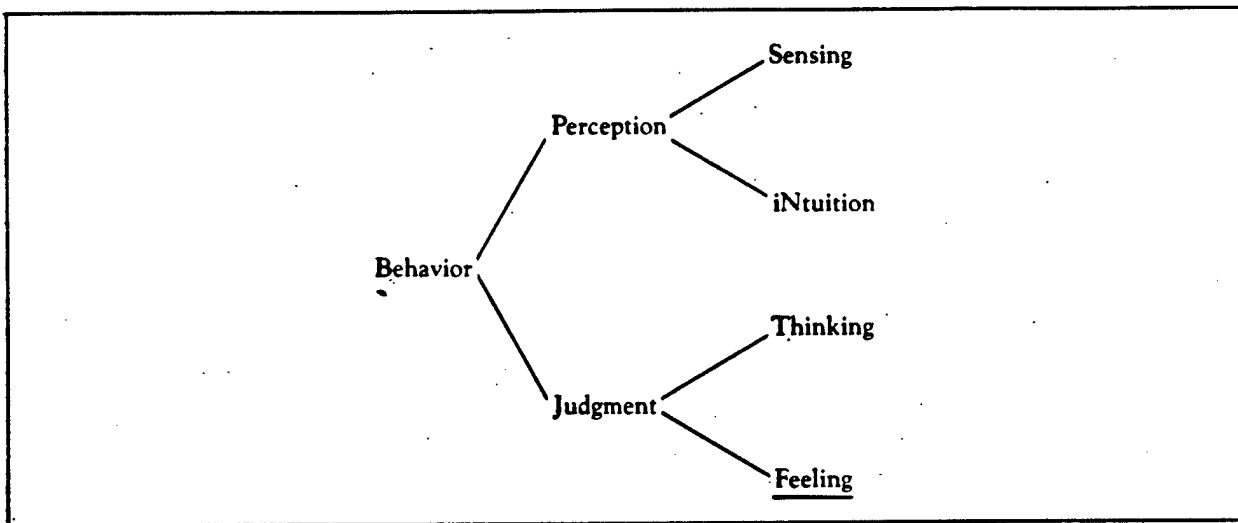 Sensing
Perception
iNtuition
Behavior
Thinking
Judgment
Feeling